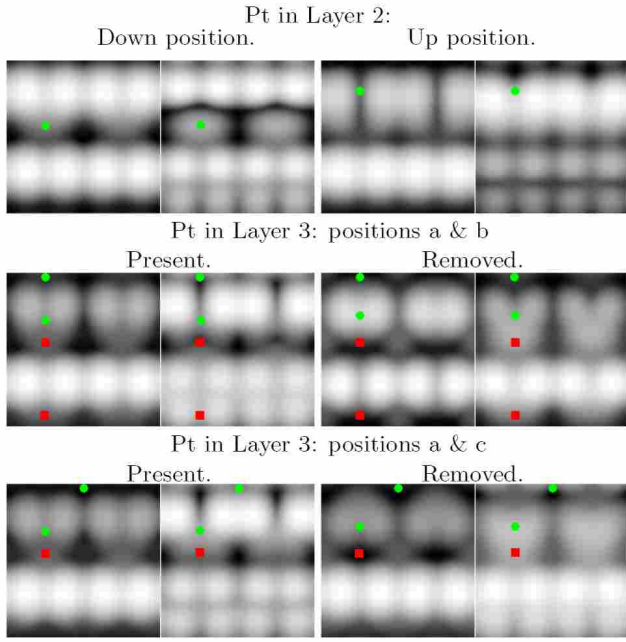 Pt in Layer 2:
Down position. Up position.
Pt in Layer 3: positions a & b
Present. Removed.
Pt in Layer 3: positions a & c
Present. Removed.